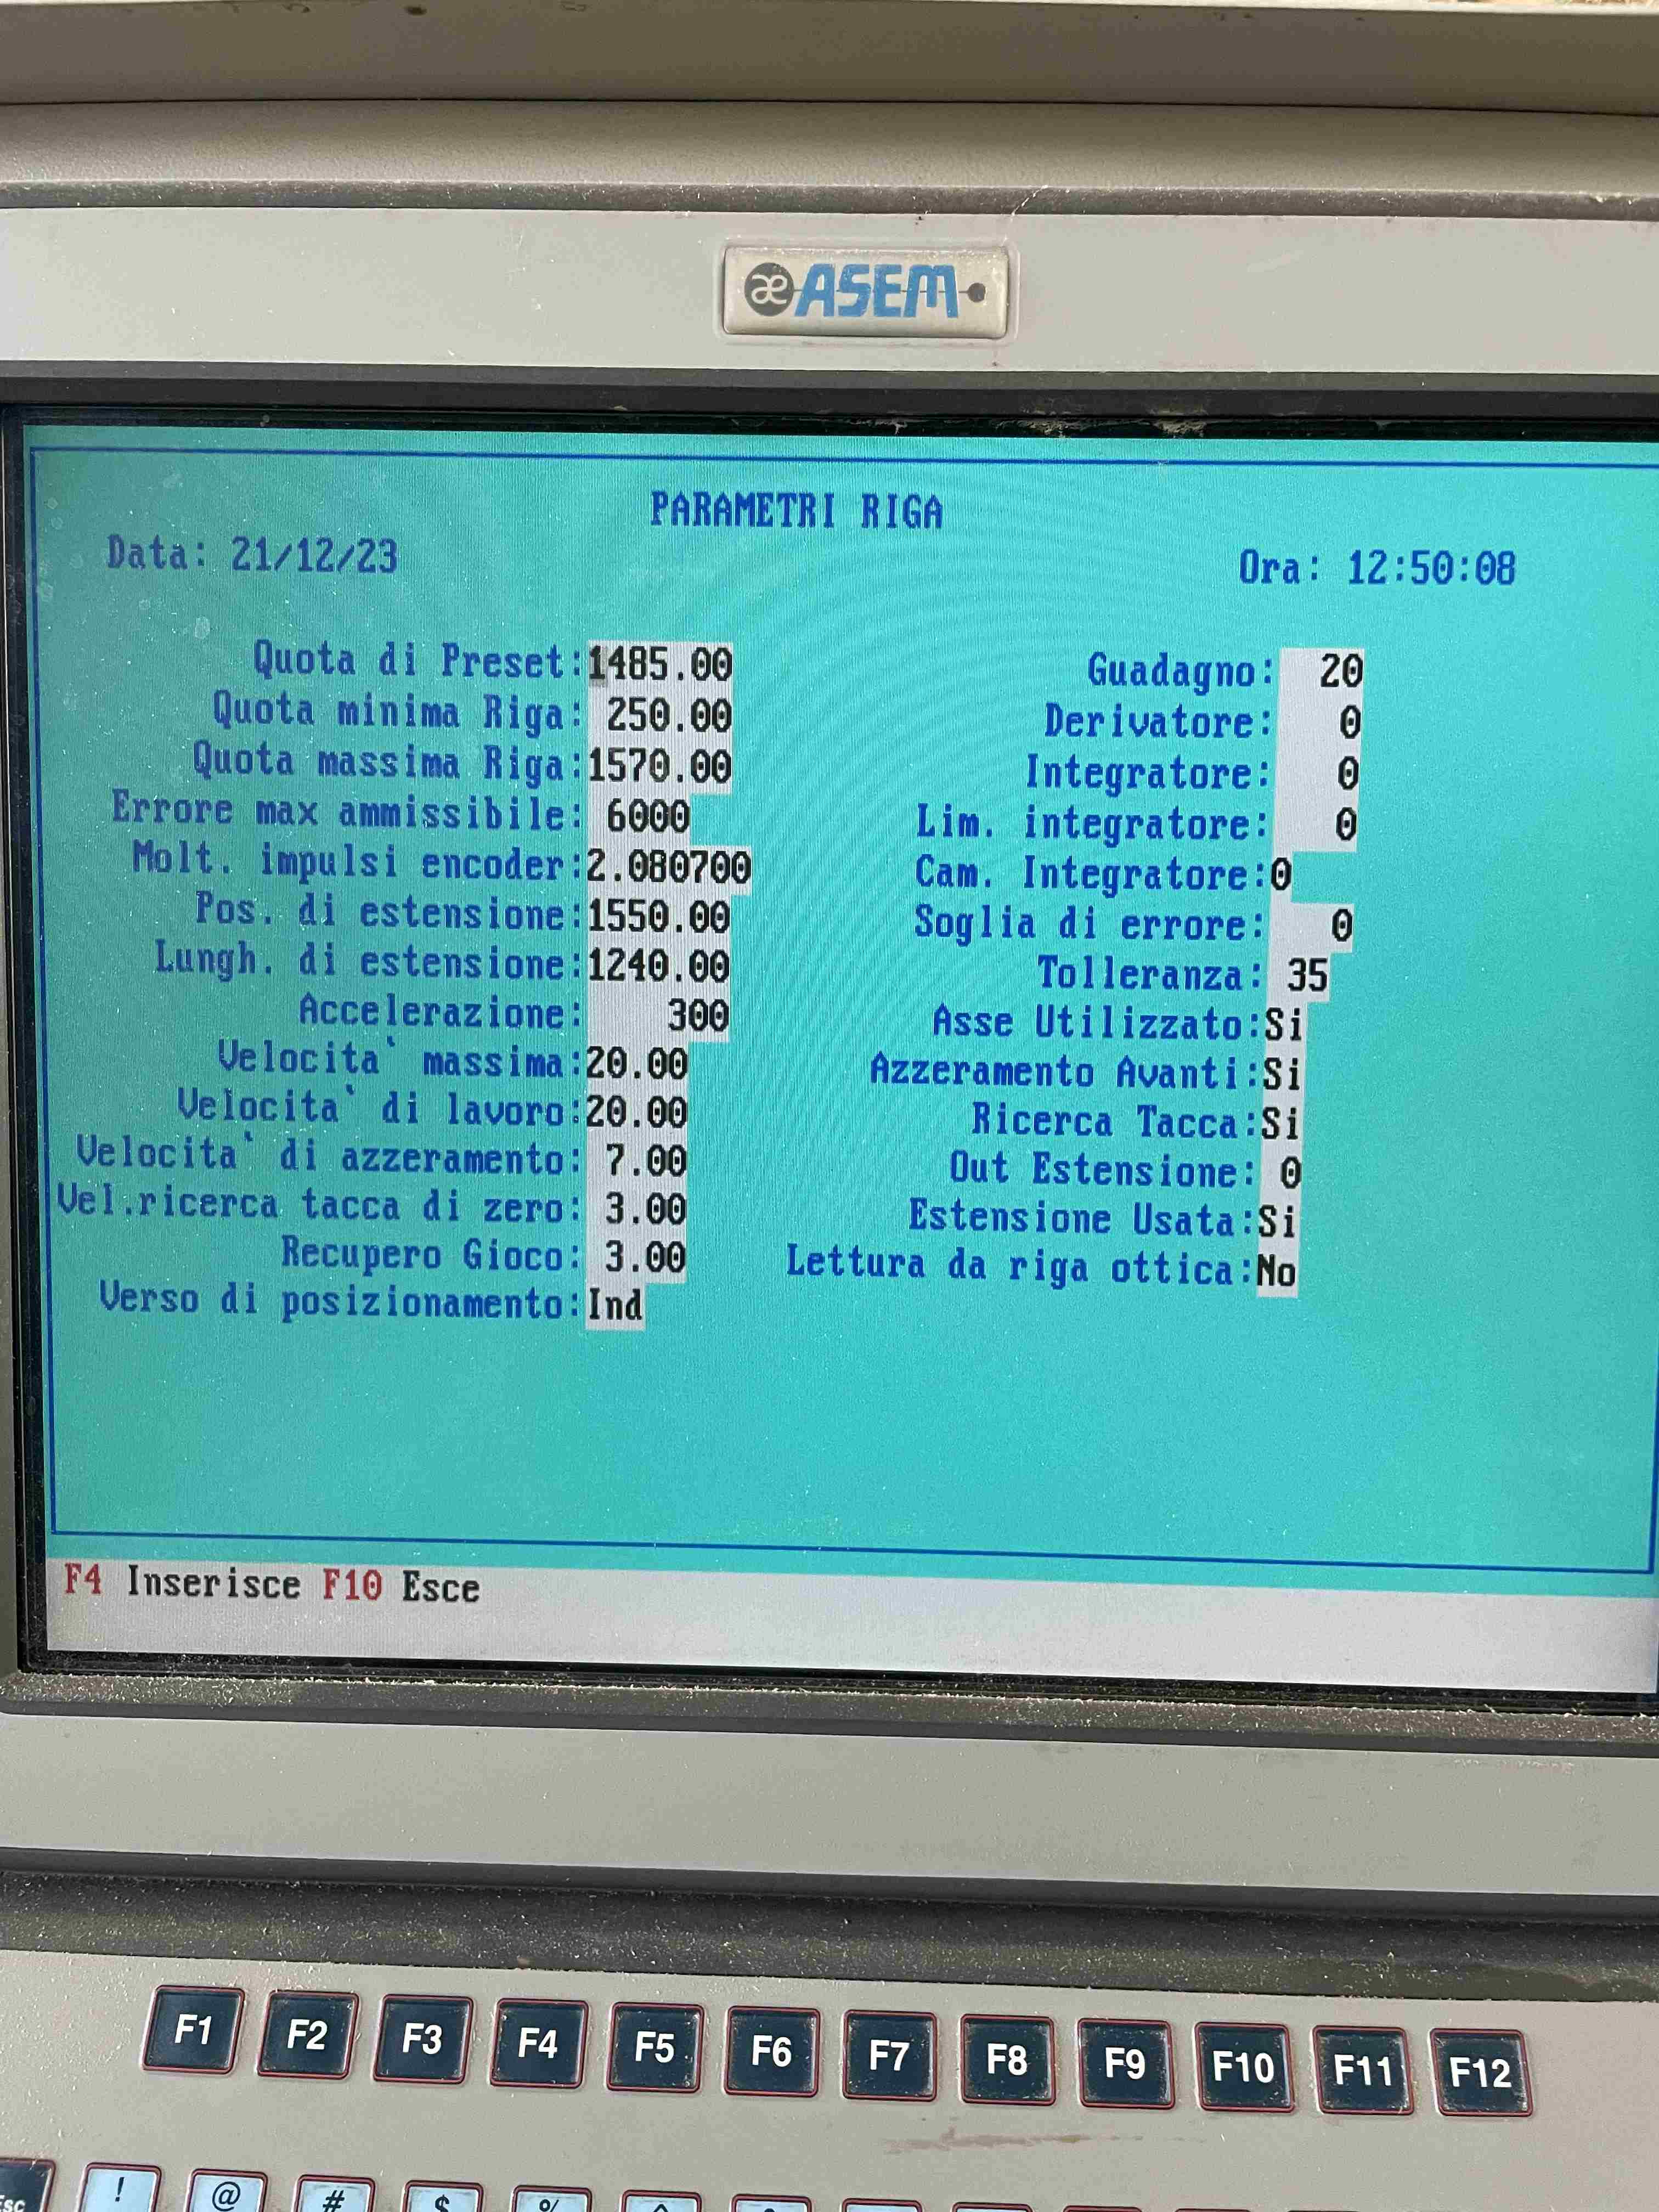 æ ASEM
PARAMETRI RIGA
Data: 21/12/23
Ora: 12:50:08
Quota di Preset:1485.00
Quota minima Riga: 250.00
Quota massima Riga:1570.00
Errore max ammissibile: 6000
Molt. impulsi encoder:2.080700
Pos. di estensione:1550.00
Lungh. di estensione:1240.00
Accelerazione: 300
Velocita` massima:20.00
Velocita` di lavoro:20.00
Velocita` di azzeramento: 7.00
Vel.ricerca tacca di zero: 3.00
Recupero Gioco: 3.00
Verso di posizionamento:Ind
Guadagno: 20
Derivatore: 0
Integratore: 0
Lim. integratore: 0
Cam. Integratore:0
Soglia di errore: 0
Tolleranza: 35
Asse Utilizzato:Si
Azzeramento Avanti:Si
Ricerca Tacca:Si
Out Estensione: 0
Estensione Usata:Si
Lettura da riga ottica:No
F4 Inserisce F10 Esce
F1 F2 F3 F4 F5 F6 F7 F8 F9 F10 F11 F12
! @ # $ %